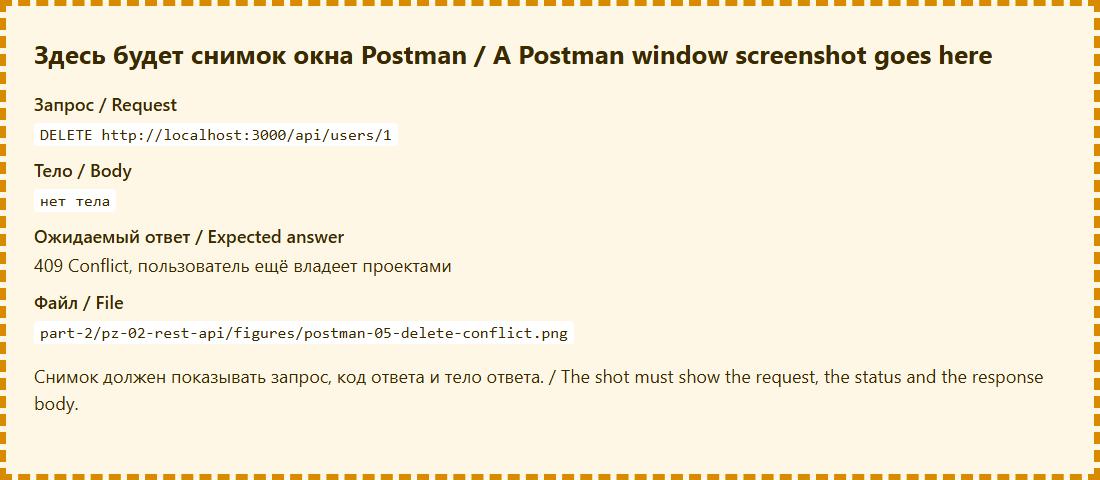 Здесь будет снимок окна Postman / A Postman window screenshot goes here
Запрос / Request
DELETE http://localhost:3000/api/users/1
Тело / Body
нет тела
Ожидаемый ответ / Expected answer
409 Conflict, пользователь ещё владеет проектами
Файл / File
part-2/pz-02-rest-api/figures/postman-05-delete-conflict.png
Снимок должен показывать запрос, код ответа и тело ответа. / The shot must show the request, the status and the response
body.